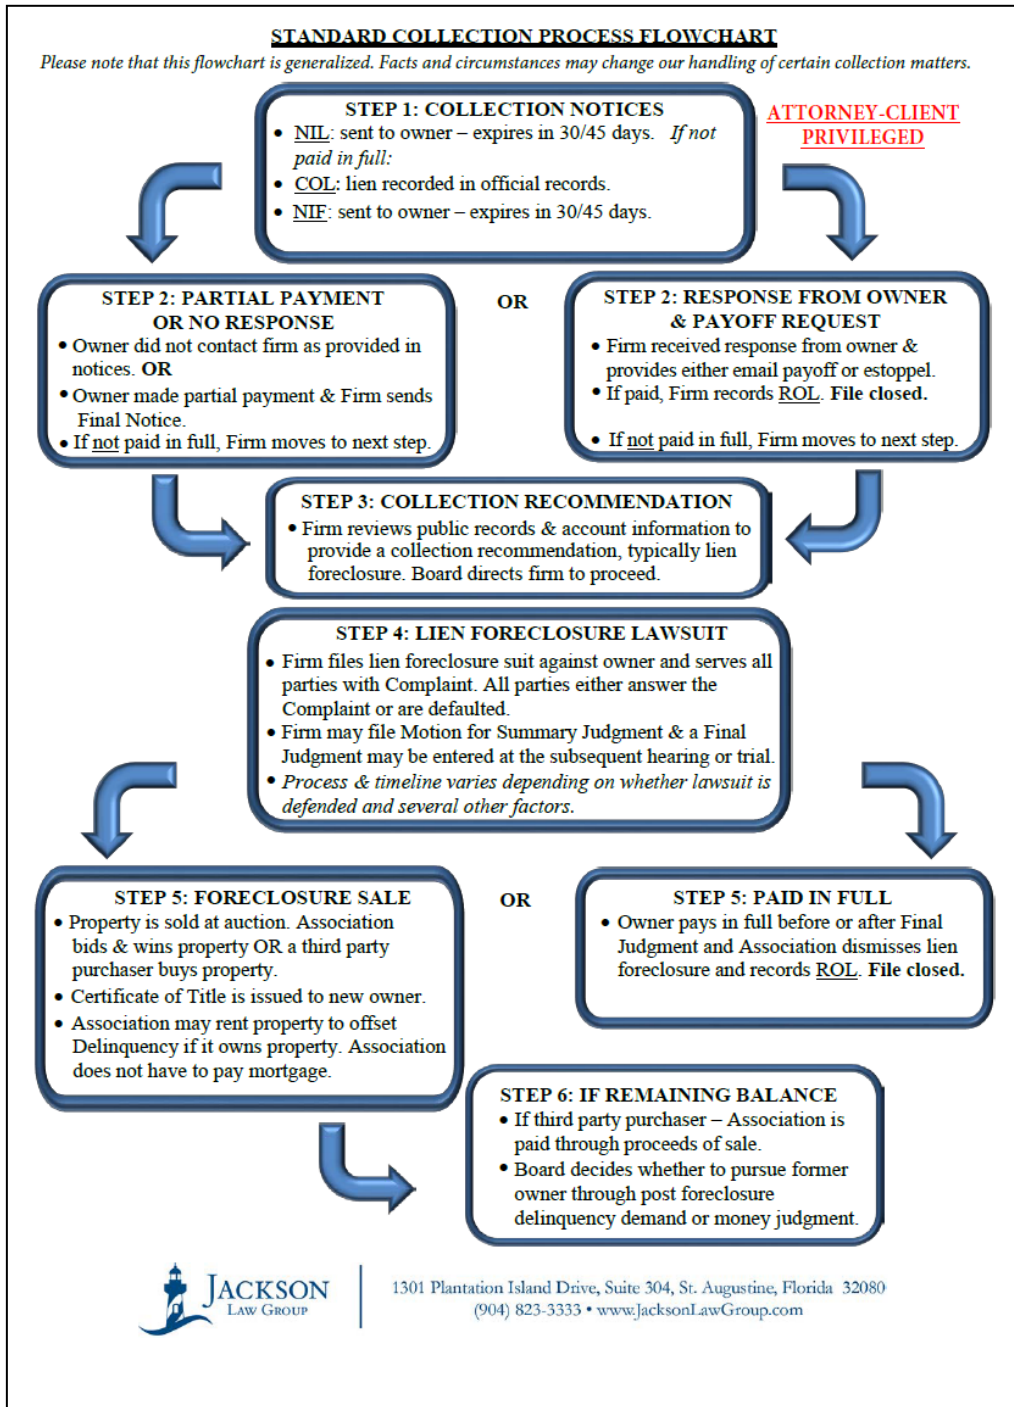 STANDARD COLLECTION PROCESS FLOWCHART
Please note that this flowchart is generalized. Facts and circumstances may change our handling of certain collection matters.
STEP 1: COLLECTION NOTICES
• NIL: sent to owner – expires in 30/45 days. If not
paid in full:
• COL: lien recorded in official records.
• NIF: sent to owner – expires in 30/45 days.
ATTORNEY-CLIENT
PRIVILEGED
STEP 2: PARTIAL PAYMENT
OR NO RESPONSE
• Owner did not contact firm as provided in
notices. OR
• Owner made partial payment & Firm sends
Final Notice.
• If not paid in full, Firm moves to next step.
OR
STEP 2: RESPONSE FROM OWNER
& PAYOFF REQUEST
• Firm received response from owner &
provides either email payoff or estoppel.
• If paid, Firm records ROL. File closed.
• If not paid in full, Firm moves to next step.
STEP 3: COLLECTION RECOMMENDATION
• Firm reviews public records & account information to
provide a collection recommendation, typically lien
foreclosure. Board directs firm to proceed.
STEP 4: LIEN FORECLOSURE LAWSUIT
• Firm files lien foreclosure suit against owner and serves all
parties with Complaint. All parties either answer the
Complaint or are defaulted.
• Firm may file Motion for Summary Judgment & a Final
Judgment may be entered at the subsequent hearing or trial.
• Process & timeline varies depending on whether lawsuit is
defended and several other factors.
STEP 5: FORECLOSURE SALE
• Property is sold at auction. Association
bids & wins property OR a third party
purchaser buys property.
• Certificate of Title is issued to new owner.
• Association may rent property to offset
Delinquency if it owns property. Association
does not have to pay mortgage.
OR
STEP 5: PAID IN FULL
• Owner pays in full before or after Final
Judgment and Association dismisses lien
foreclosure and records ROL. File closed.
STEP 6: IF REMAINING BALANCE
• If third party purchaser – Association is
paid through proceeds of sale.
• Board decides whether to pursue former
owner through post foreclosure
delinquency demand or money judgment.
JACKSON
LAW GROUP
1301 Plantation Island Drive, Suite 304, St. Augustine, Florida 32080
(904) 823-3333 • www.JacksonLawGroup.com